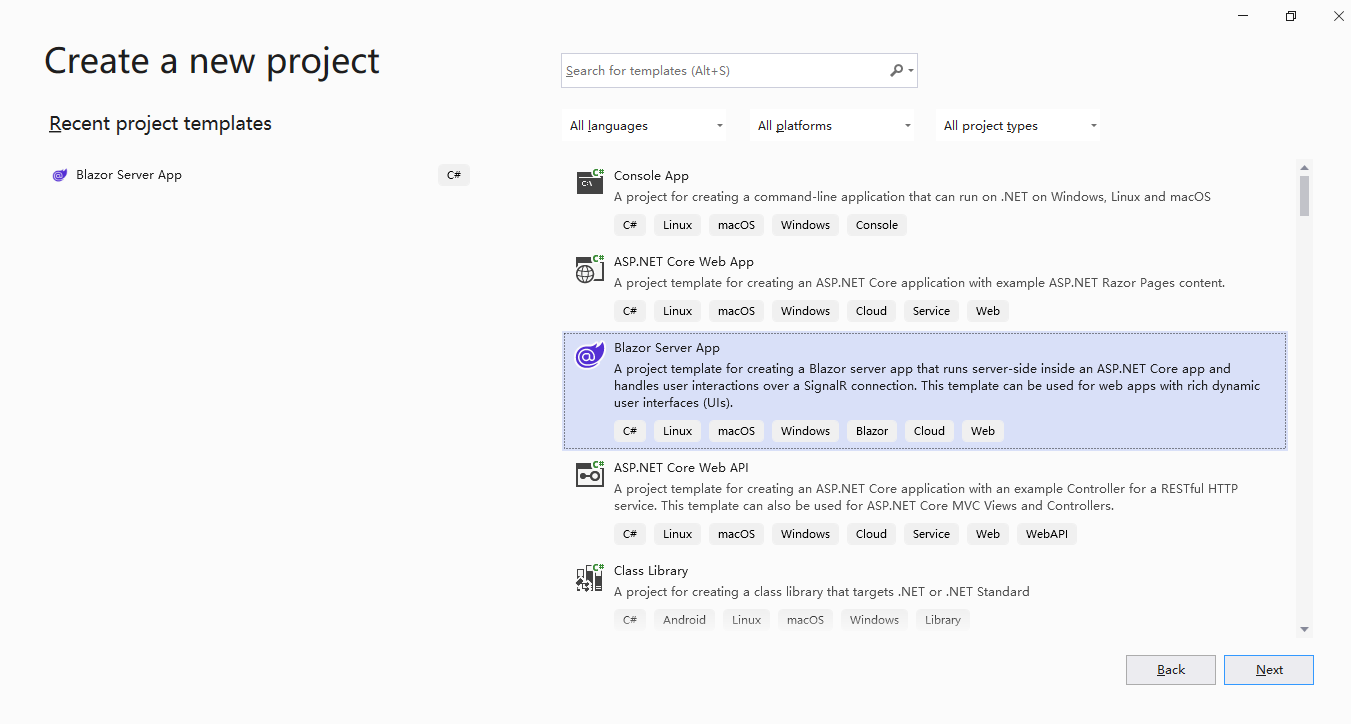 Create a new project
Search for templates (Alt+S)
Recent project templates
All languages
All platforms
All project types
Blazor Server App
C#
C#
Console App
C:\
A project for creating a command-line application that can run on .NET on Windows, Linux and macOS
C# Linux macOS Windows Console
C#
ASP.NET Core Web App
A project template for creating an ASP.NET Core application with example ASP.NET Razor Pages content.
C# Linux macOS Windows Cloud Service Web
@
Blazor Server App
A project template for creating a Blazor server app that runs server-side inside an ASP.NET Core app and
handles user interactions over a SignalR connection. This template can be used for web apps with rich dynamic
user interfaces (UIs).
C# Linux macOS Windows Blazor Cloud Web
C#
ASP.NET Core Web API
A project template for creating an ASP.NET Core application with an example Controller for a RESTful HTTP
service. This template can also be used for ASP.NET Core MVC Views and Controllers.
C# Linux macOS Windows Cloud Service Web WebAPI
C#
Class Library
A project for creating a class library that targets .NET or .NET Standard
C# Android Linux macOS Windows Library
Back
Next